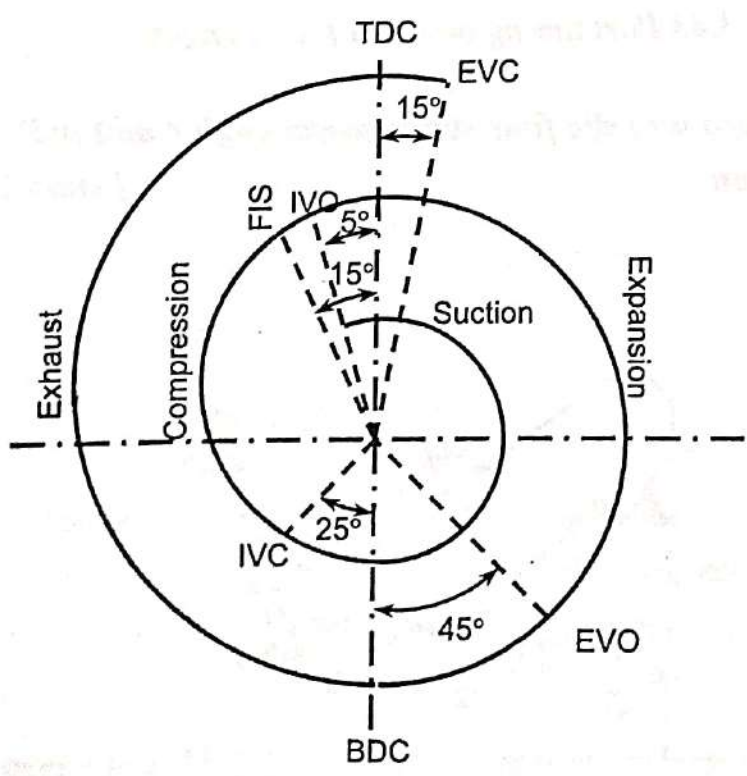 TDC
EVC
15°
FIS
IVO
5°
15°
Suction
Exhaust
Compression
Expansion
25°
IVC
45°
EVO
BDC